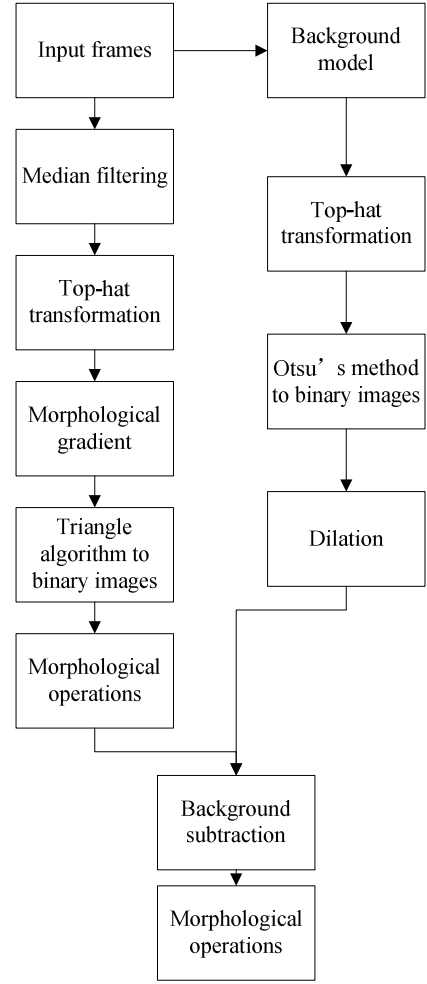 Input frames
Background
model
Median filtering
Top-hat
transformation
Top-hat
transformation
Otsu’s method
to binary images
Morphological
gradient
Triangle
algorithm to
binary images
Dilation
Morphological
operations
Background
subtraction
Morphological
operations